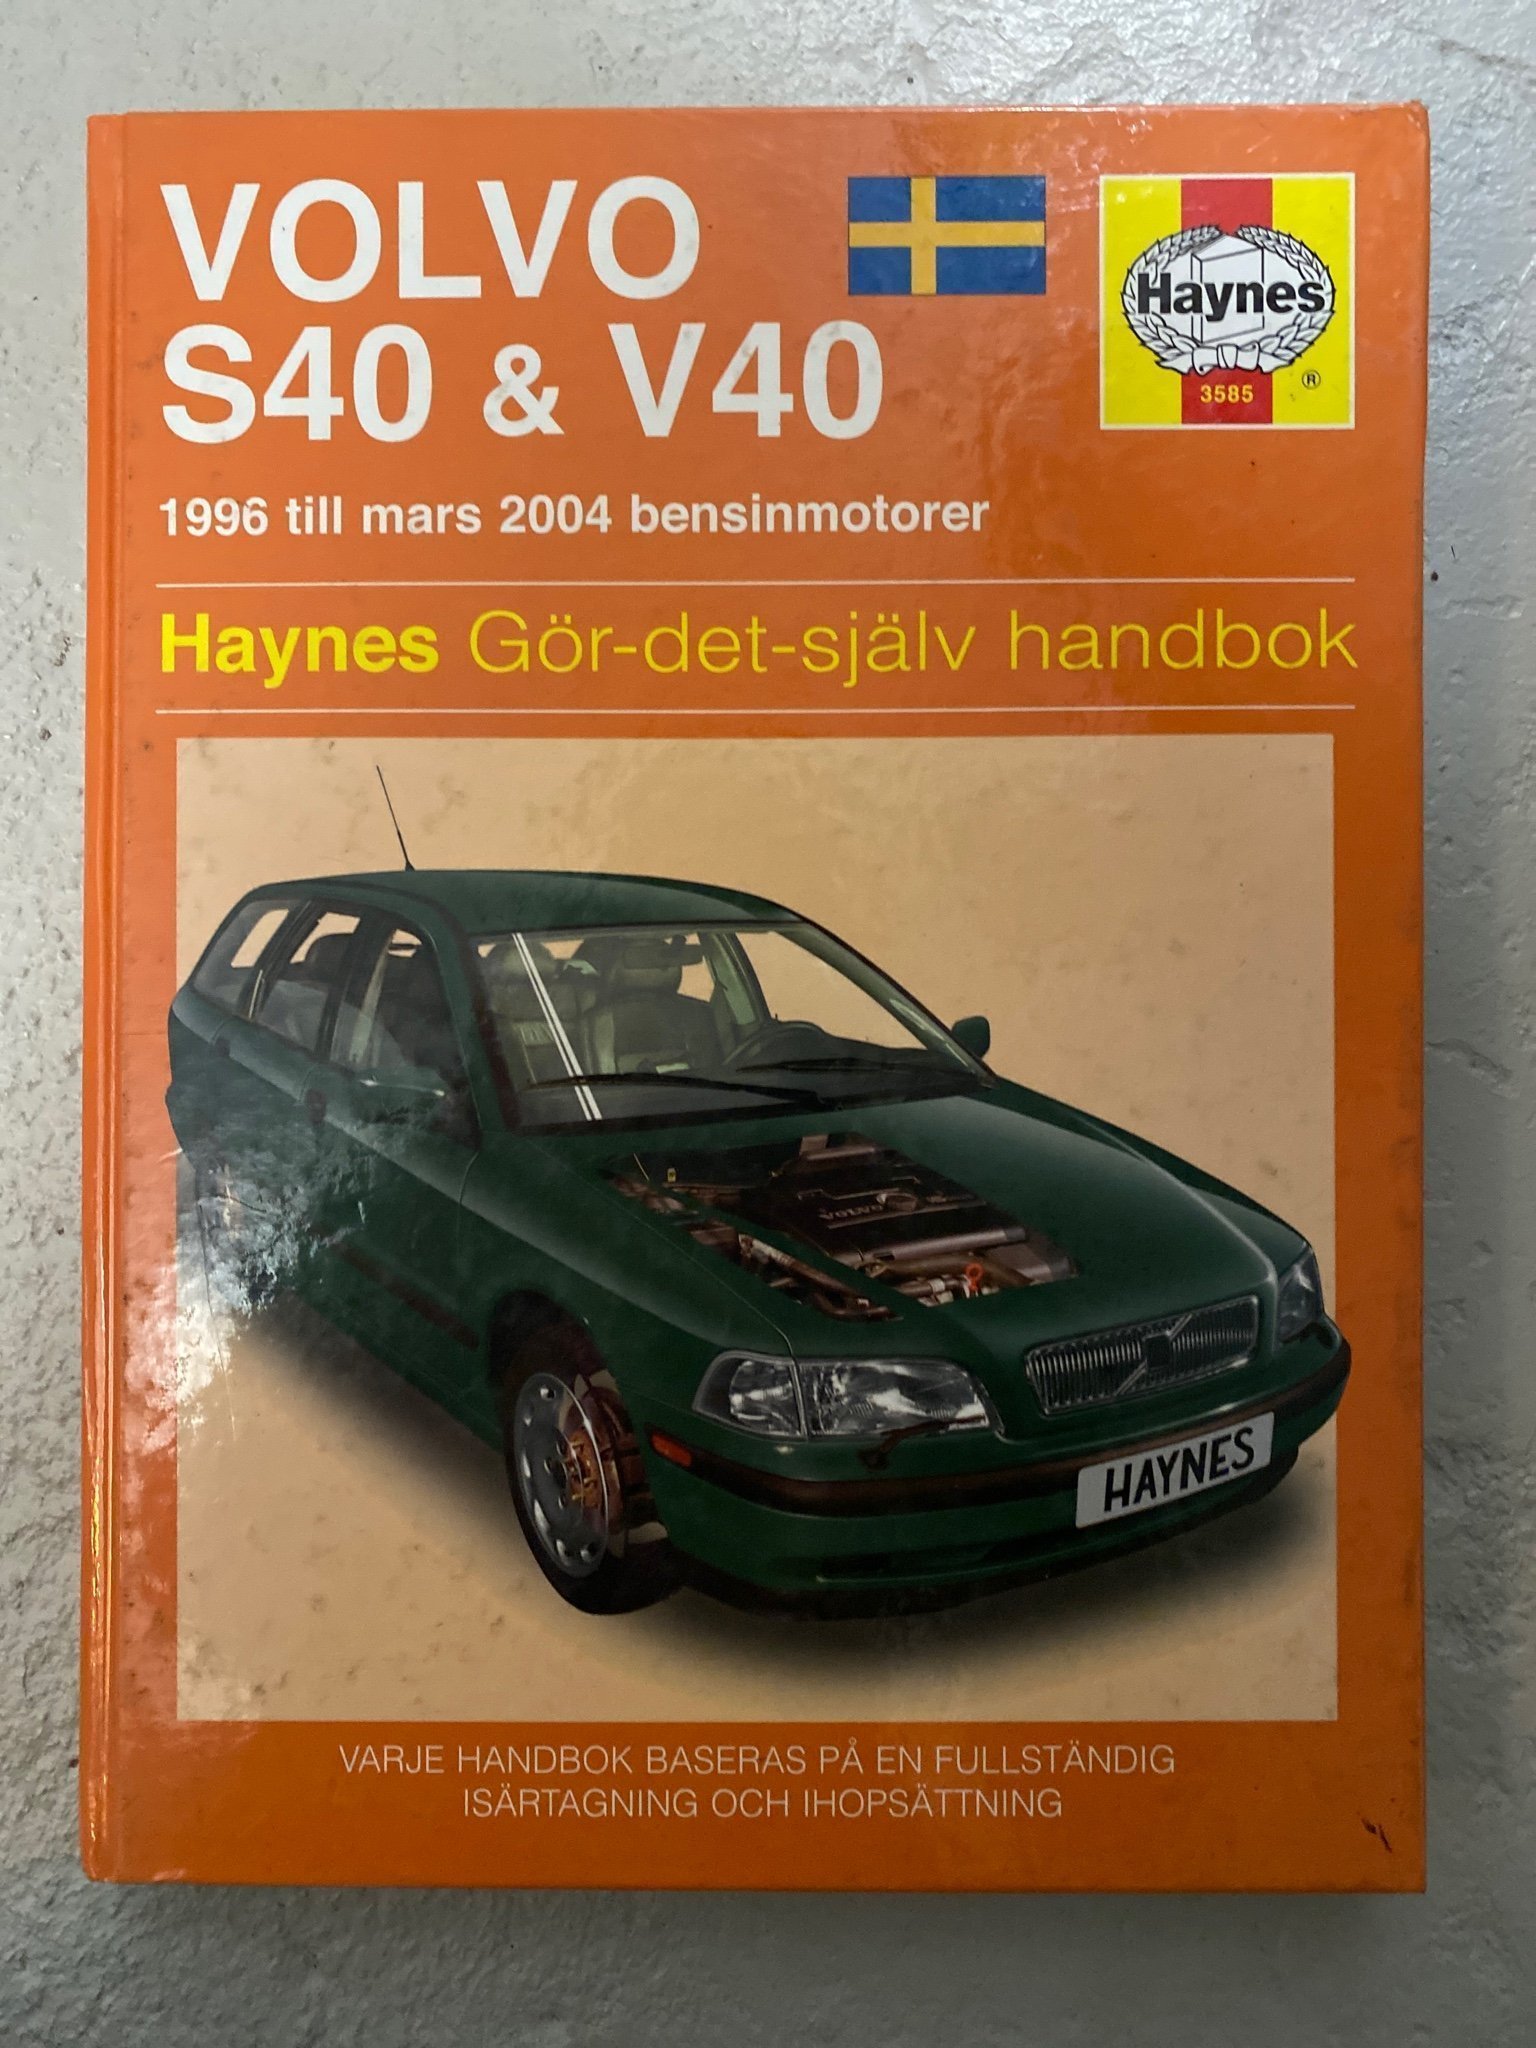 VOLVO
S40 & V40
Haynes
®
3585
1996 till mars 2004 bensinmotorer
Haynes Gör-det-själv handbok
VOLVO
HAYNES
VARJE HANDBOK BASERAS PÅ EN FULLSTÄNDIG
ISÄRTAGNING OCH IHOPSÄTTNING